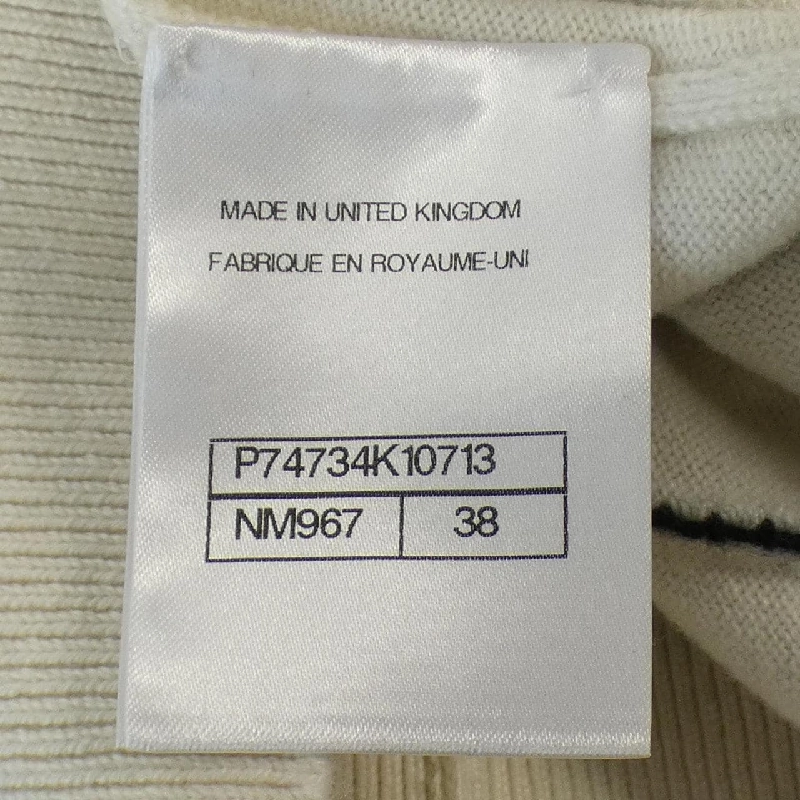 MADE IN UNITED KINGDOM
FABRIQUE EN ROYAUME-UNI
P74734K10713
NM967 38